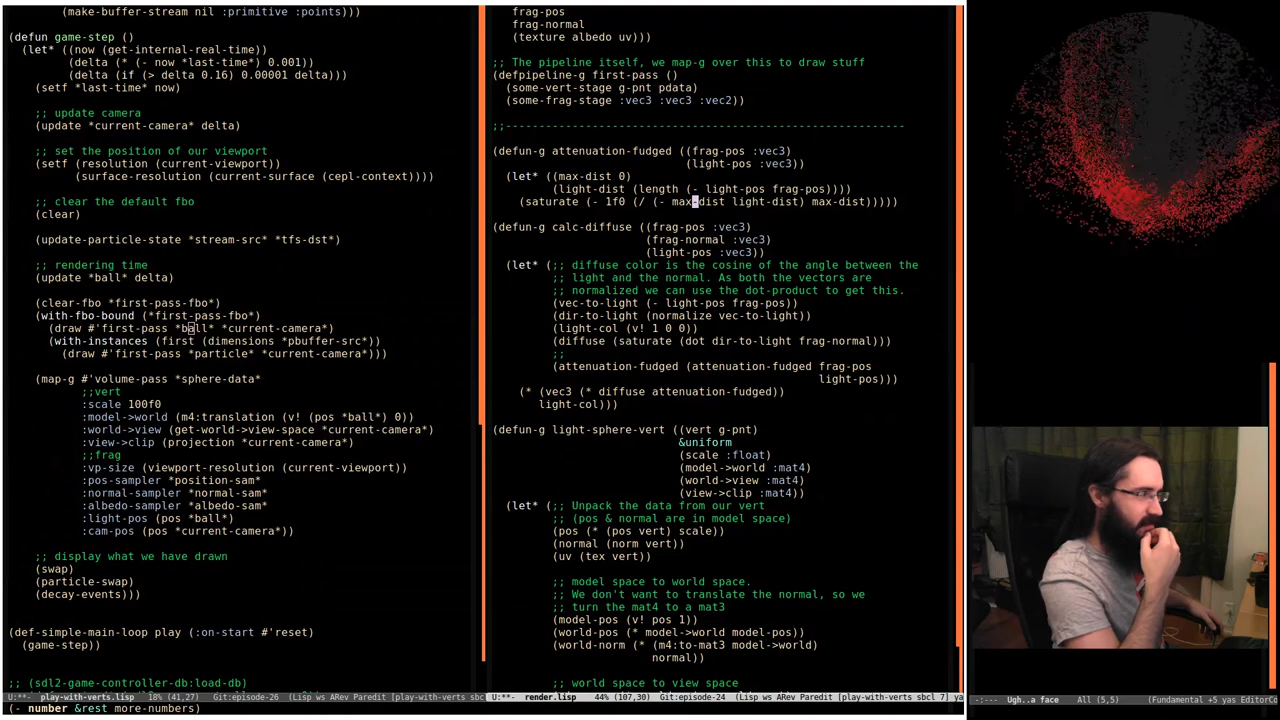 (make-buffer-stream nil :primitive :points)))
(defun game-step ()
(let* ((now (get-internal-real-time))
(delta (* (- now *last-time*) 0.001))
(delta (if (> delta 0.16) 0.00001 delta)))
(setf *last-time* now)
;; update camera
(update *current-camera* delta)
;; set the position of our viewport
(setf (resolution (current-viewport))
(surface-resolution (current-surface (cepl-context))))
;; clear the default fbo
(clear)
(update-particle-state *stream-src* *tfs-dst*)
;; rendering time
(update *ball* delta)
(clear-fbo *first-pass-fbo*)
(with-fbo-bound (*first-pass-fbo*)
(draw #'first-pass *ball* *current-camera*)
(with-instances (first (dimensions *pbuffer-src*))
(draw #'first-pass *particle* *current-camera*)))
(map-g #'volume-pass *sphere-data*
;;vert
:scale 100f0
:model->world (m4:translation (v! (pos *ball*) 0))
:world->view (get-world->view-space *current-camera*)
:view->clip (projection *current-camera*)
;;frag
:vp-size (viewport-resolution (current-viewport))
:pos-sampler *position-sam*
:normal-sampler *normal-sam*
:albedo-sampler *albedo-sam*
:light-pos (pos *ball*)
:cam-pos (pos *current-camera*))
;; display what we have drawn
(swap)
(particle-swap)
(decay-events)))
(def-simple-main-loop play (:on-start #'reset)
(game-step))
;; (sdl2-game-controller-db:load-db)
U:**- play-with-verts.lisp 18% (41,27) Git:episode-26 (Lisp ws ARev Paredit [play-with-verts sbc
(- number &rest more-numbers)
frag-pos
frag-normal
(texture albedo uv)))
;; The pipeline itself, we map-g over this to draw stuff
(defpipeline-g first-pass ()
(some-vert-stage g-pnt pdata)
(some-frag-stage :vec3 :vec3 :vec2))
;;-------------------------------------------------------------
(defun-g attenuation-fudged ((frag-pos :vec3)
(light-pos :vec3))
(let* ((max-dist 0)
(light-dist (length (- light-pos frag-pos))))
(saturate (- 1f0 (/ (- max-dist light-dist) max-dist)))))
(defun-g calc-diffuse ((frag-pos :vec3)
(frag-normal :vec3)
(light-pos :vec3))
(let* (;; diffuse color is the cosine of the angle between the
;; light and the normal. As both the vectors are
;; normalized we can use the dot-product to get this.
(vec-to-light (- light-pos frag-pos))
(dir-to-light (normalize vec-to-light))
(light-col (v! 1 0 0))
(diffuse (saturate (dot dir-to-light frag-normal)))
;;
(attenuation-fudged (attenuation-fudged frag-pos
light-pos)))
(* (vec3 (* diffuse attenuation-fudged))
light-col)))
(defun-g light-sphere-vert ((vert g-pnt)
&uniform
(scale :float)
(model->world :mat4)
(world->view :mat4)
(view->clip :mat4))
(let* (;; Unpack the data from our vert
;; (pos & normal are in model space)
(pos (* (pos vert) scale))
(normal (norm vert))
(uv (tex vert))
;; model space to world space.
;; We don't want to translate the normal, so we
;; turn the mat4 to a mat3
(model-pos (v! pos 1))
(world-pos (* model->world model-pos))
(world-norm (* (m4:to-mat3 model->world)
normal))
;; world space to view space
U:**- render.lisp 44% (107,30) Git:episode-24 (Lisp ws ARev Paredit [play-with-verts sbcl 7] ya
-:--- Ugh..a face All (5,5) (Fundamental +5 yas EditorCo